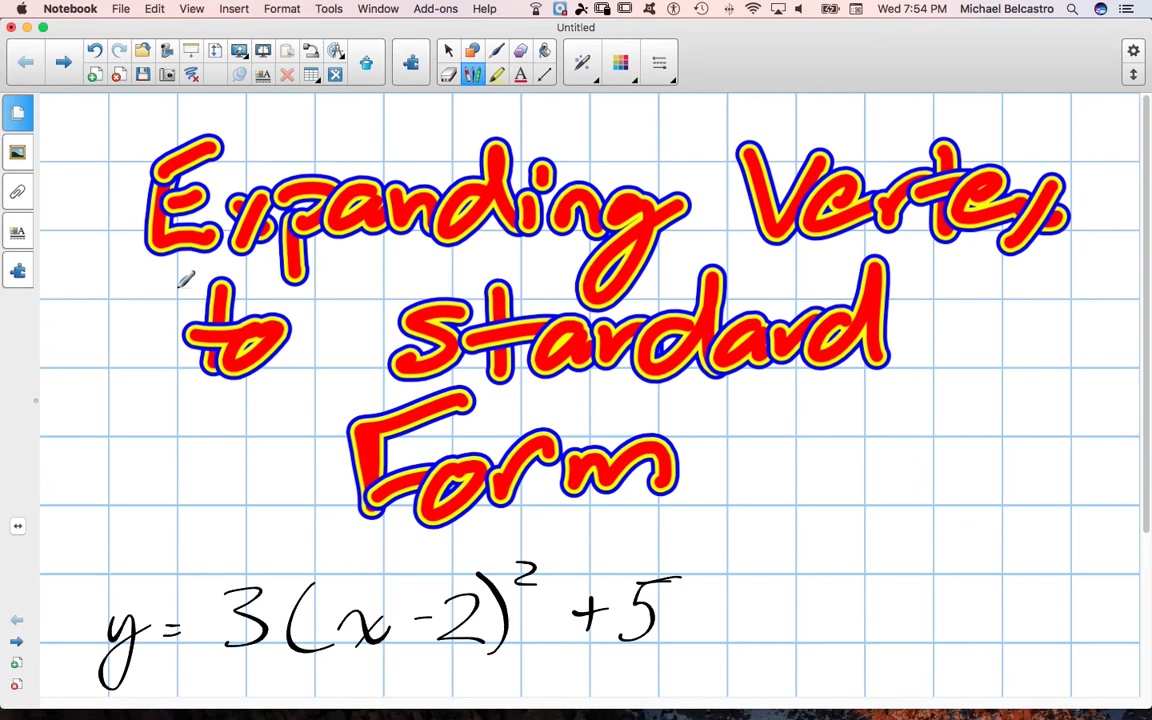 Notebook File Edit View Insert Format Tools Window Add-ons Help Wed 7:54 PM Michael Belcastro
Untitled
Expanding Vertex
to standard
Form
y = 3(x-2)² +5